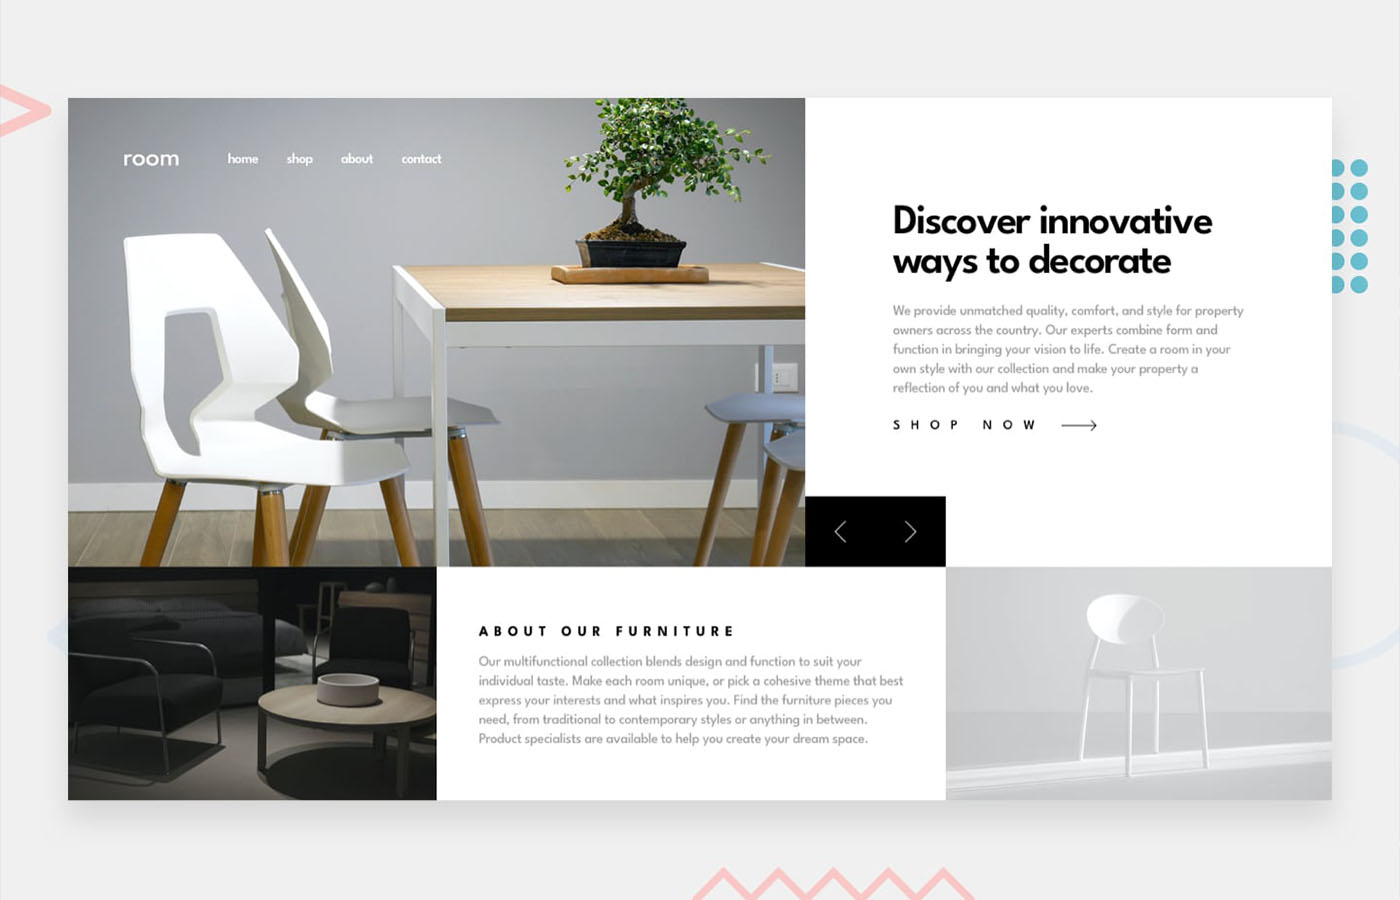 room
home shop about contact
Discover innovative
ways to decorate
We provide unmatched quality, comfort, and style for property
owners across the country. Our experts combine form and
function in bringing your vision to life. Create a room in your
own style with our collection and make your property a
reflection of you and what you love.
SHOP NOW
ABOUT OUR FURNITURE
Our multifunctional collection blends design and function to suit your
individual taste. Make each room unique, or pick a cohesive theme that best
express your interests and what inspires you. Find the furniture pieces you
need, from traditional to contemporary styles or anything in between.
Product specialists are available to help you create your dream space.